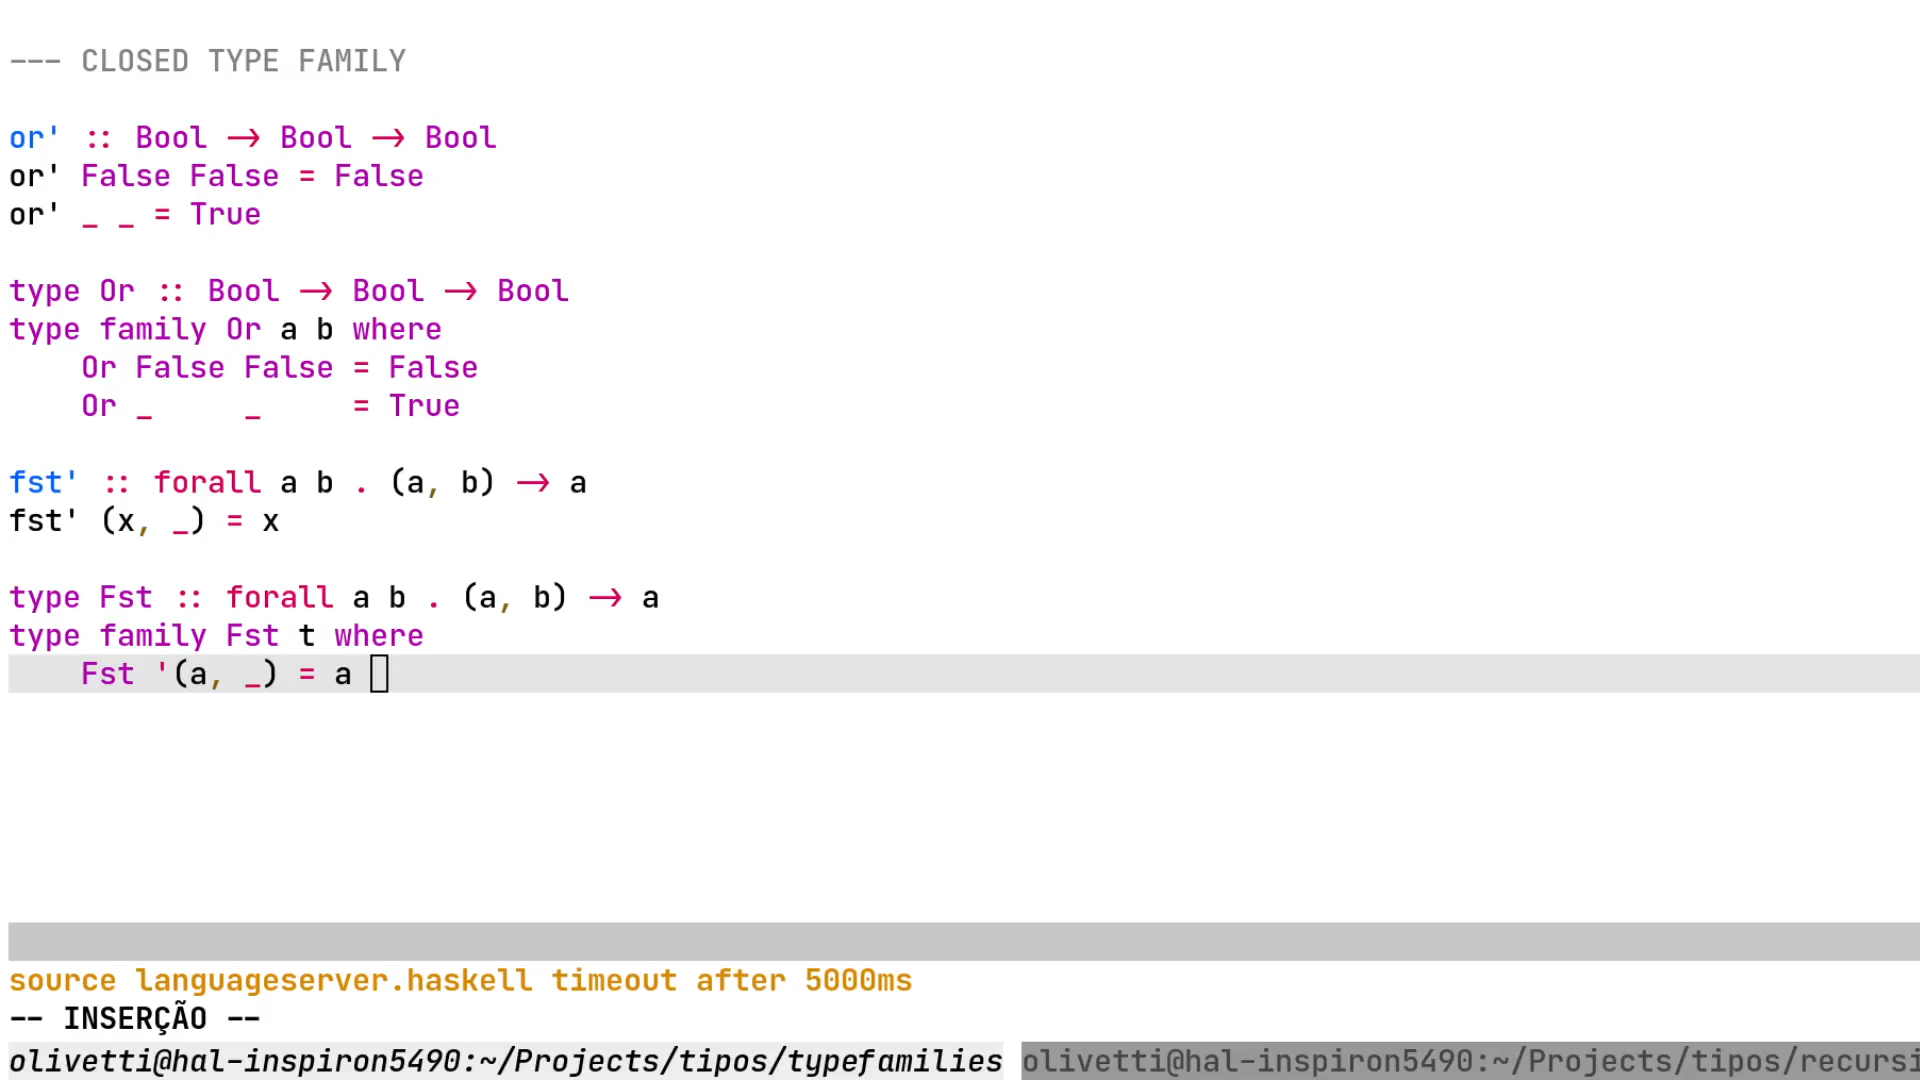 --- CLOSED TYPE FAMILY
or' :: Bool -> Bool -> Bool
or' False False = False
or' _ _ = True
type Or :: Bool -> Bool -> Bool
type family Or a b where
    Or False False = False
    Or _     _     = True
fst' :: forall a b . (a, b) -> a
fst' (x, _) = x
type Fst :: forall a b . (a, b) -> a
type family Fst t where
    Fst '(a, _) = a
source languageserver.haskell timeout after 5000ms
-- INSERÇÃO --
olivetti@hal-inspiron5490:~/Projects/tipos/typefamilies olivetti@hal-inspiron5490:~/Projects/tipos/recursi